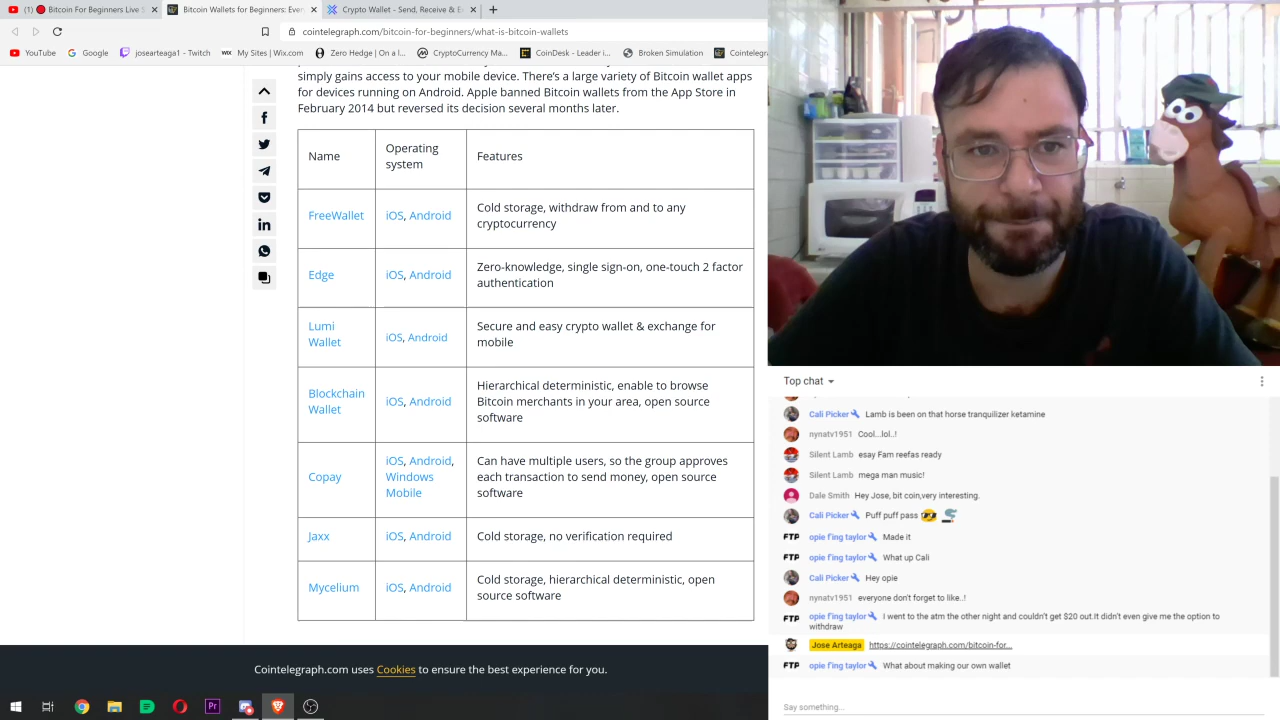 (1) 🔴 Bitcoin For Beginners Live S
Bitcoin Wallets for Beginners: Ever
Crypto Wallet - Send, Receive & E
cointelegraph.com/bitcoin-for-beginners/what-is-bitcoin-wallets
YouTube
Google
josearteaga1 - Twitch
My Sites | Wix.com
Zero Hedge | On a l...
CryptoCurrency Ma...
CoinDesk - Leader i...
Broken Simulation
Cointelegr
simply gains access to your mobile device. There's a large variety of Bitcoin wallet apps
for devices running on Android. Apple banned Bitcoin wallets from the App Store in
February 2014 but reversed its decision several months later.
Name
Operating
system
Features
FreeWallet
iOS, Android
Cold storage, withdraw from and to any
cryptocurrency
Edge
iOS, Android
Zero-knowledge, single sign-on, one-touch 2 factor
authentication
Lumi
Wallet
iOS, Android
Secure and easy crypto wallet & exchange for
mobile
Blockchain
Wallet
iOS, Android
Hierarchical deterministic, enable to browse
Bitcoin merchants in your area, open source
software
Copay
iOS, Android,
Windows
Mobile
Can have multiple users, so the group approves
each transaction to send money, open source
software
Jaxx
iOS, Android
Cold storage, no verification required
Mycelium
iOS, Android
Cold storage, hierarchical deterministic, open
source software
Cointelegraph.com uses Cookies to ensure the best experience for you.
Top chat
Cali Picker Lamb is been on that horse tranquilizer ketamine
nynatv1951 Cool...lol..!
Silent Lamb esay Fam reefas ready
Silent Lamb mega man music!
Dale Smith Hey Jose, bit coin,very interesting.
Cali Picker Puff puff pass
FTP opie f'ing taylor Made it
FTP opie f'ing taylor What up Cali
Cali Picker Hey opie
nynatv1951 everyone don't forget to like..!
FTP opie f'ing taylor I went to the atm the other night and couldn't get $20 out.It didn't even give me the option to
withdraw
Jose Arteaga https://cointelegraph.com/bitcoin-for...
FTP opie f'ing taylor What about making our own wallet
Say something...